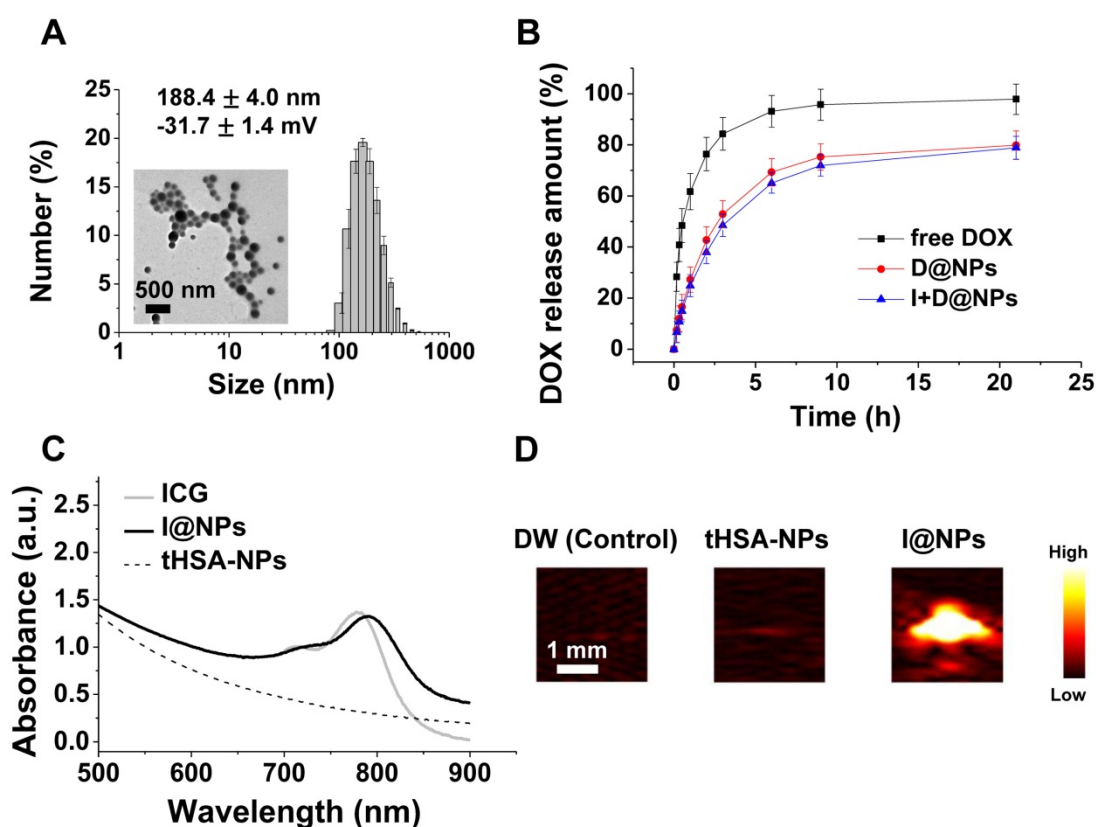 A
188.4 ± 4.0 nm
-31.7 ± 1.4 mV
Number (%)
25
20
15
10
5
0
500 nm
1
10
100
1000
Size (nm)
B
DOX release amount (%)
100
80
60
40
20
0
free DOX
D@NPs
I+D@NPs
0
5
10
15
20
25
Time (h)
C
Absorbance (a.u.)
2.5
2.0
1.5
1.0
0.5
0.0
ICG
I@NPs
tHSA-NPs
500
600
700
800
900
Wavelength (nm)
D
DW (Control)
tHSA-NPs
I@NPs
1 mm
High
Low